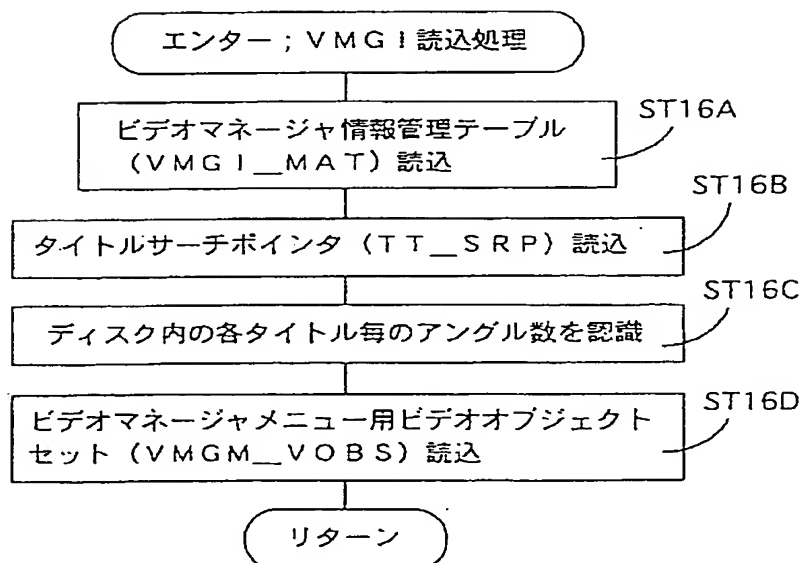 エンター；ＶＭＧＩ読込処理
ビデオマネージャ情報管理テーブル
（ＶＭＧＩ＿ＭＡＴ）読込
ST16A
タイトルサーチポインタ（ＴＴ＿ＳＲＰ）読込
ST16B
ディスク内の各タイトル毎のアングル数を認識
ST16C
ビデオマネージャメニュー用ビデオオブジェクト
セット（ＶＭＧＭ＿ＶＯＢＳ）読込
ST16D
リターン